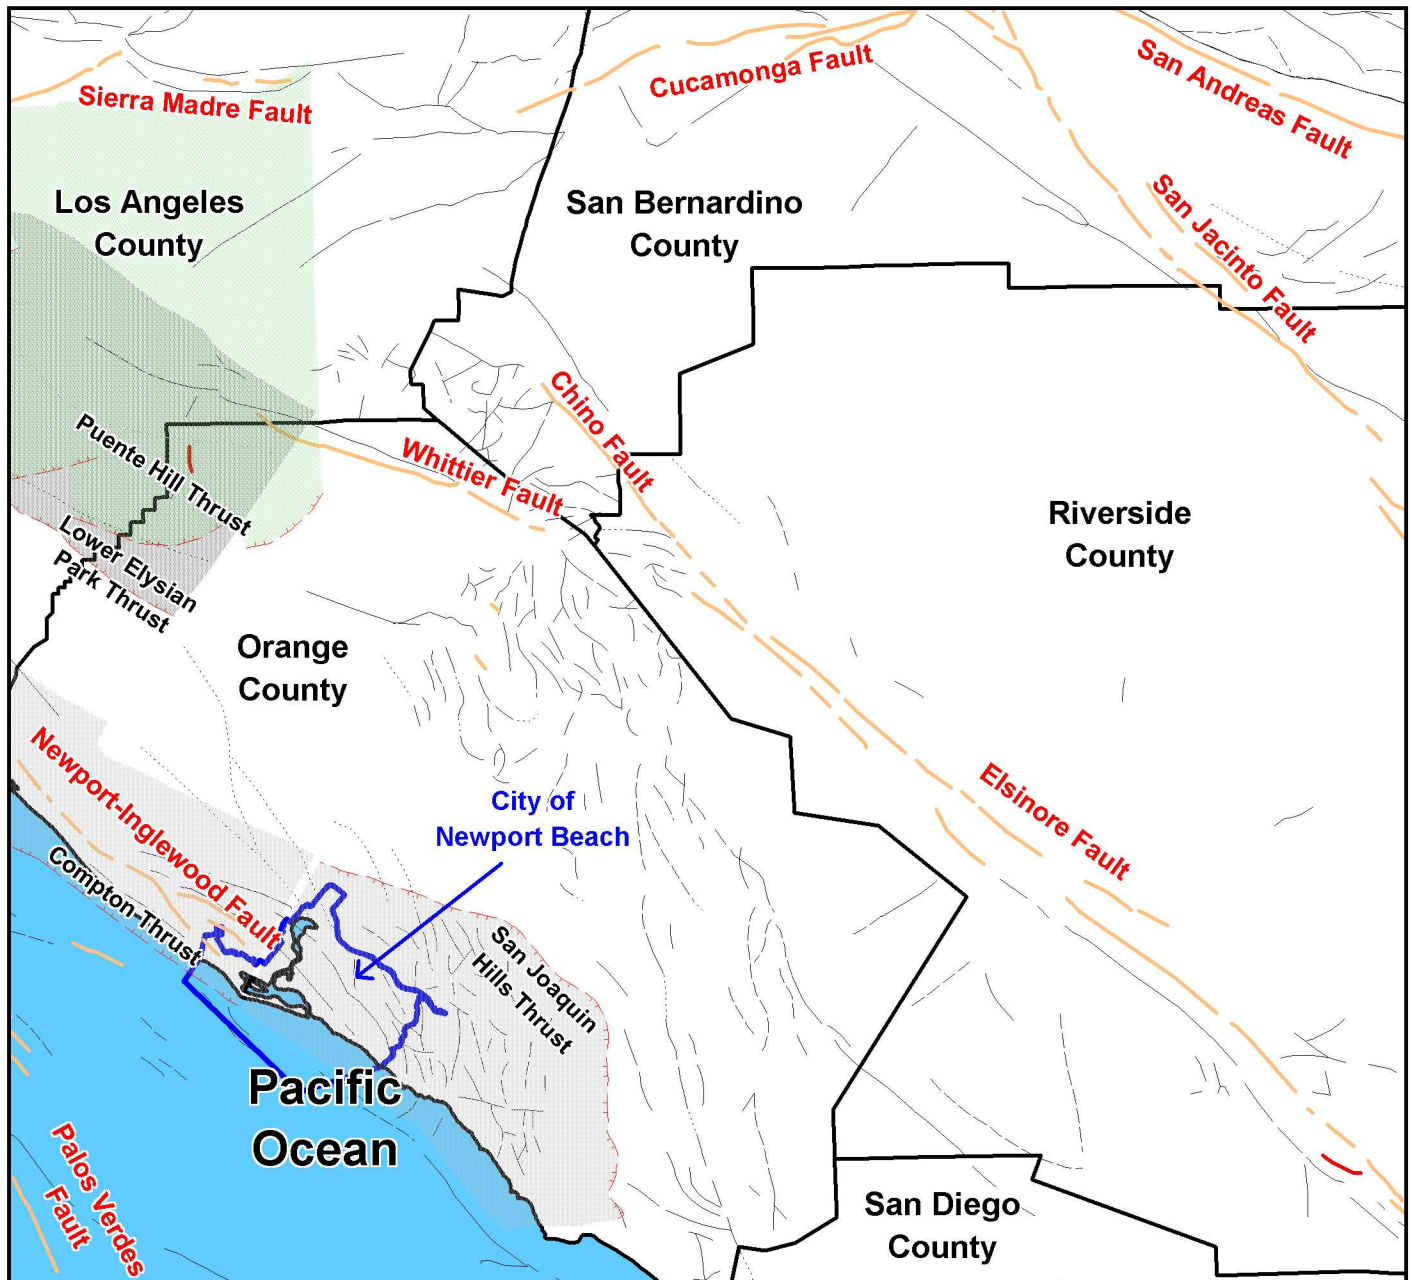 Cucamonga Fault
San Andreas Fault
Sierra Madre Fault
Los Angeles
County
San Bernardino
County
San Jacinto Fault
Chino Fault
Puente Hill Thrust
Whittier Fault
Riverside
County
Lower Elysian
Park Thrust
Orange
County
Newport-Inglewood Fault
City of
Newport Beach
Elsinore Fault
Compton-Thrust
San Joaquin
Hills Thrust
Pacific
Ocean
Palos Verdes
Fault
San Diego
County